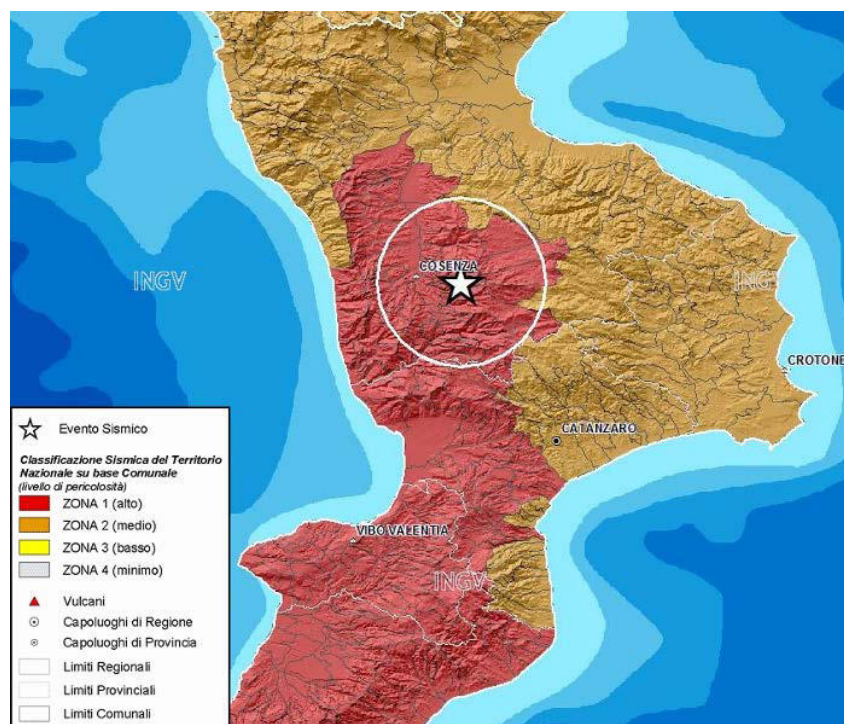 COSENZA
INGV
INGV
CROTONE
CATANZARO
VIBO VALENTIA
INGV
Evento Sismico
Classificazione Sismica del Territorio
Nazionale su base Comunale
(livello di pericolosità)
ZONA 1 (alto)
ZONA 2 (medio)
ZONA 3 (basso)
ZONA 4 (minimo)
Vulcani
Capoluoghi di Regione
Capoluoghi di Provincia
Limiti Regionali
Limiti Provinciali
Limiti Comunali